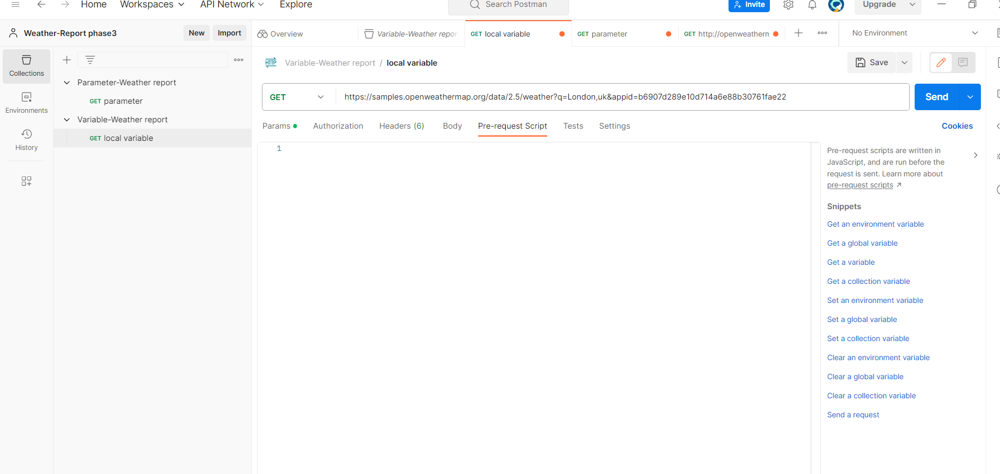 Home Workspaces API Network Explore Search Postman Invite Upgrade
Weather-Report phase3 New Import Overview Variable-Weather repor GET local variable GET parameter GET http://openweatherm No Environment
Collections
Environments
History
Parameter-Weather report
GET parameter
Variable-Weather report
GET local variable
HTTP Variable-Weather report / local variable Save
GET https://samples.openweathermap.org/data/2.5/weather?q=London,uk&appid=b6907d289e10d714a6e88b30761fae22 Send
Params Authorization Headers (6) Body Pre-request Script Tests Settings Cookies
1
Pre-request scripts are written in
JavaScript, and are run before the
request is sent. Learn more about
pre-request scripts
Snippets
Get an environment variable
Get a global variable
Get a variable
Get a collection variable
Set an environment variable
Set a global variable
Set a collection variable
Clear an environment variable
Clear a global variable
Clear a collection variable
Send a request